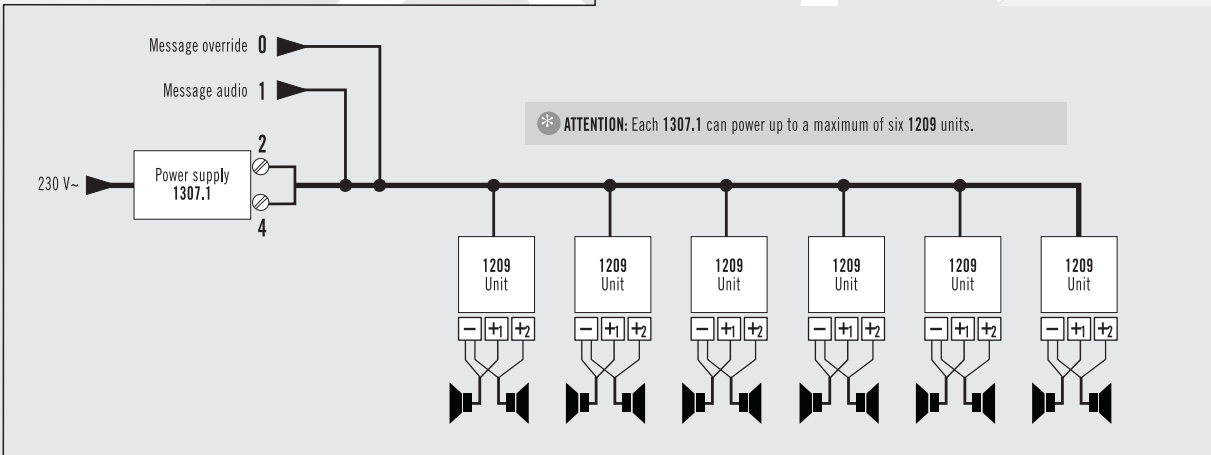 Message override 0
Message audio 1
✱ ATTENTION: Each 1307.1 can power up to a maximum of six 1209 units.
2
230 V~
Power supply
1307.1
4
1209 1209 1209 1209 1209 1209
Unit Unit Unit Unit Unit Unit
− +1 +2 − +1 +2 − +1 +2 − +1 +2 − +1 +2 − +1 +2